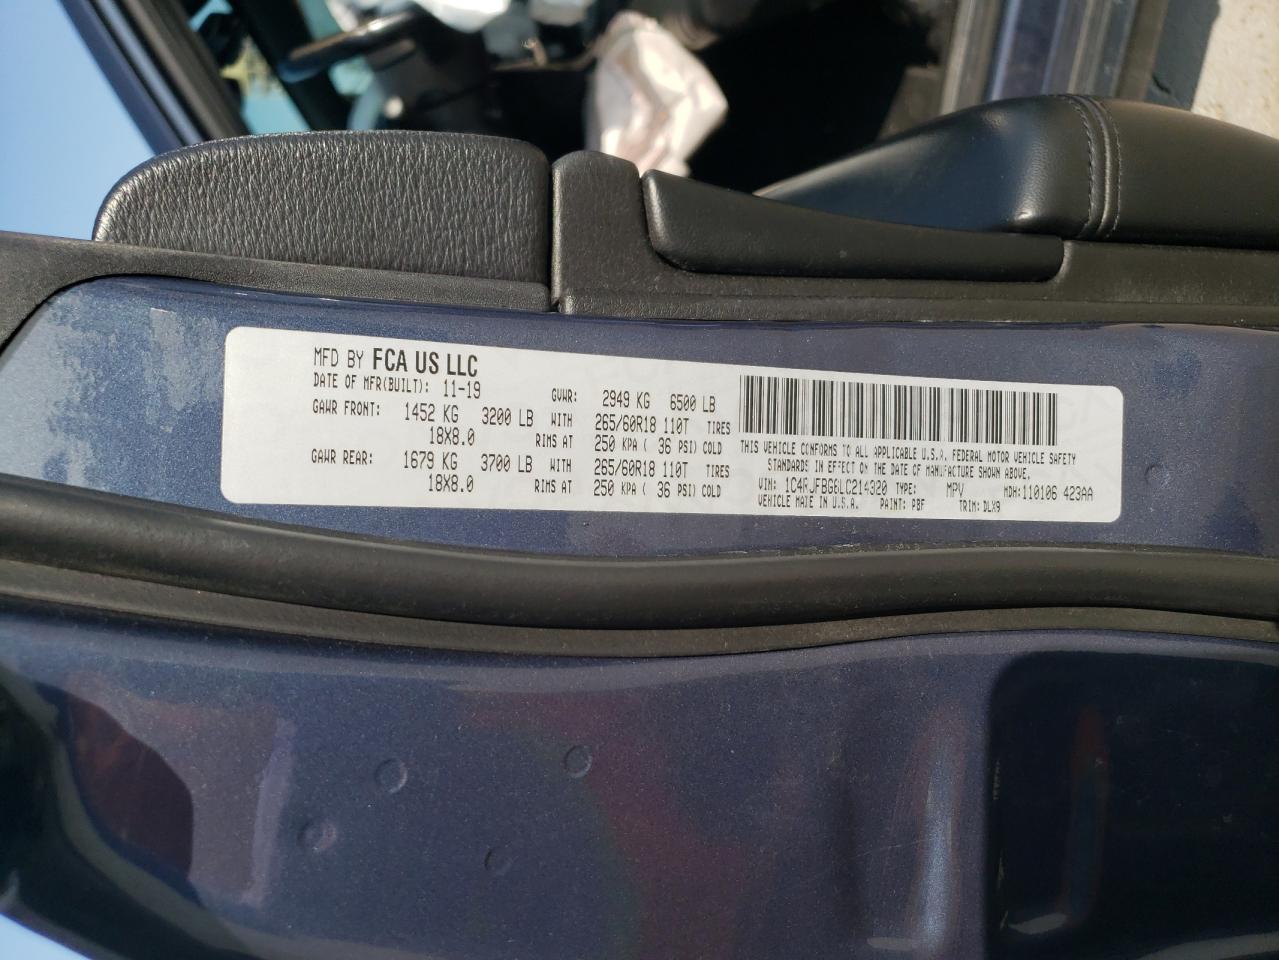 MFD BY FCA US LLC
DATE OF MFR(BUILT): 11-19 GVWR: 2949 KG 6500 LB
GAWR FRONT: 1452 KG 3200 LB WITH 265/60R18 110T TIRES
18X8.0 RIMS AT 250 KPA ( 36 PSI) COLD
GAWR REAR: 1679 KG 3700 LB WITH 265/60R18 110T TIRES
18X8.0 RIMS AT 250 KPA ( 36 PSI) COLD
THIS VEHICLE CONFORMS TO ALL APPLICABLE U.S.A. FEDERAL MOTOR VEHICLE SAFETY
STANDARDS IN EFFECT ON THE DATE OF MANUFACTURE SHOWN ABOVE.
VIN: 1C4RJFBG6LC214320 TYPE: MPV MDH:110106 423AA
VEHICLE MADE IN U.S.A. PAINT: PBF TRIM: DLX9